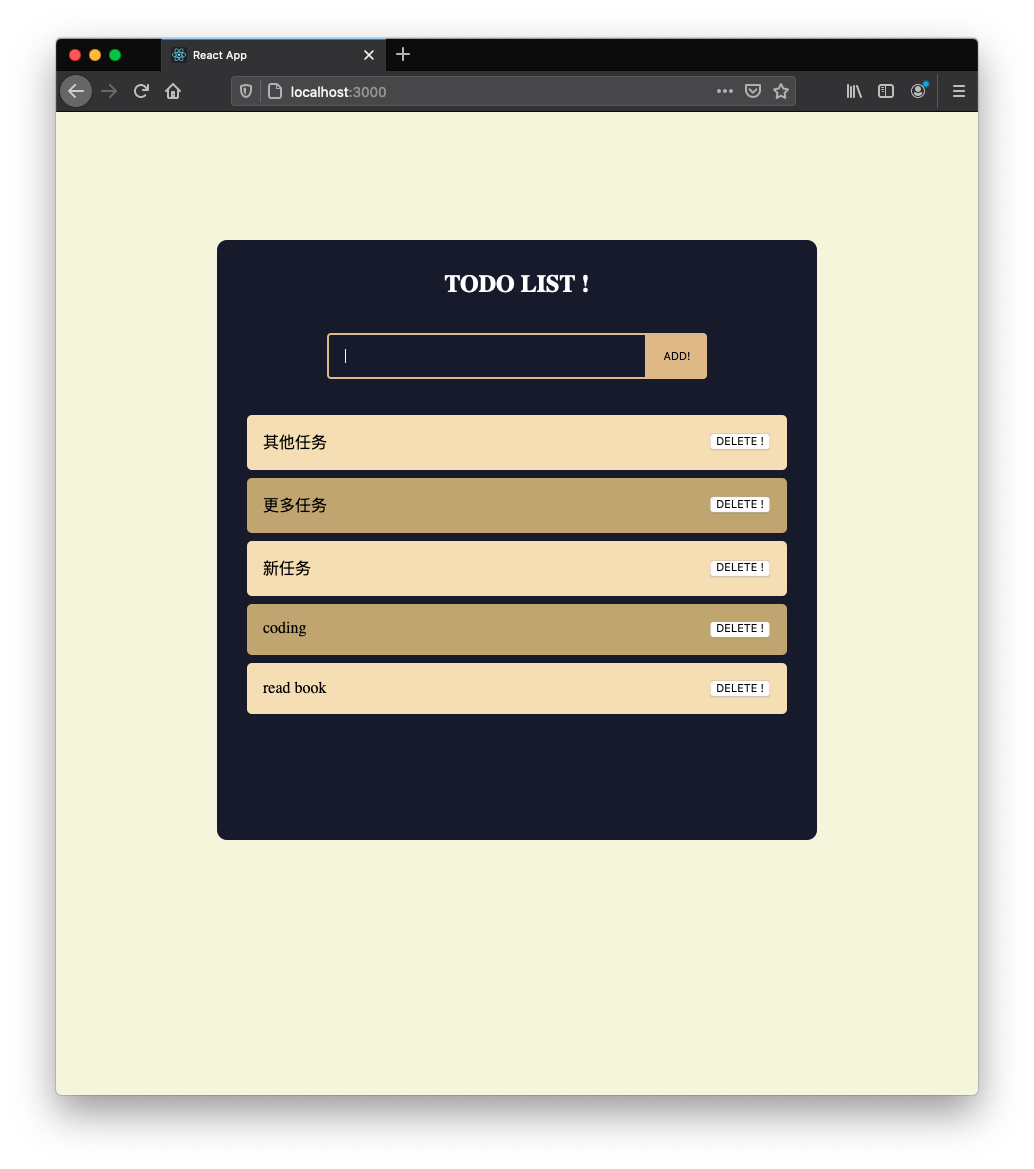 React App
localhost:3000
TODO LIST !
ADD!
其他任务 DELETE !
更多任务 DELETE !
新任务 DELETE !
coding DELETE !
read book DELETE !